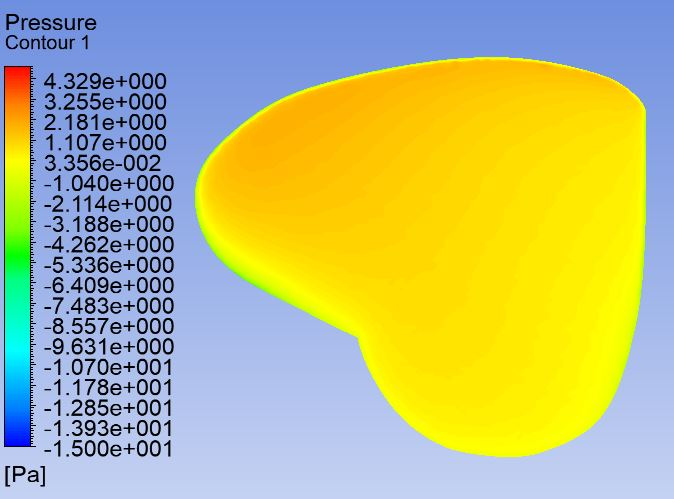 Pressure
Contour 1
4.329e+000
3.255e+000
2.181e+000
1.107e+000
3.356e-002
-1.040e+000
-2.114e+000
-3.188e+000
-4.262e+000
-5.336e+000
-6.409e+000
-7.483e+000
-8.557e+000
-9.631e+000
-1.070e+001
-1.178e+001
-1.285e+001
-1.393e+001
-1.500e+001
[Pa]